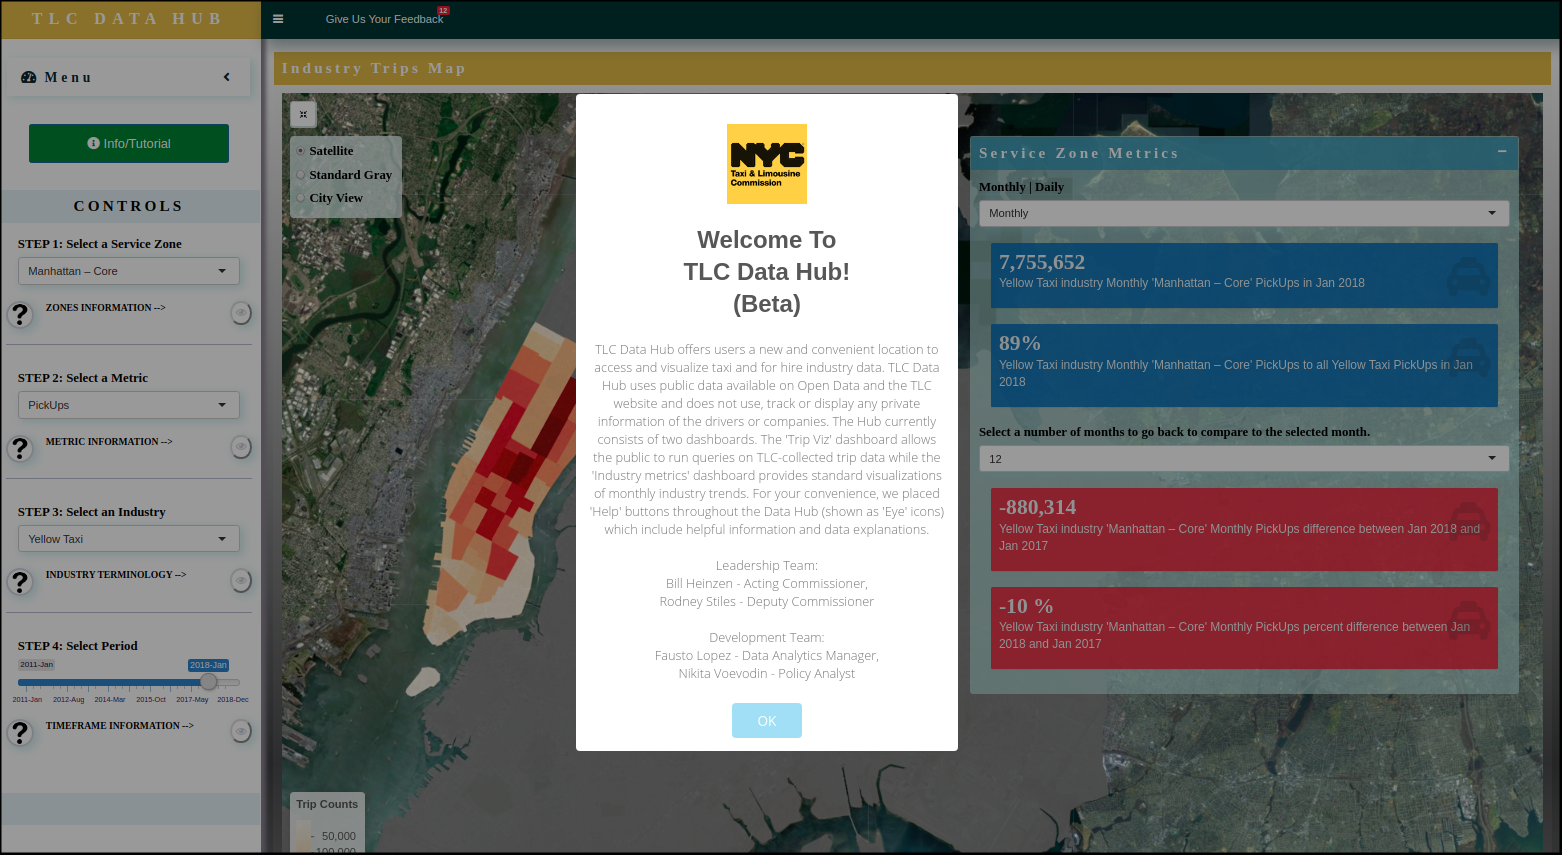 TLC DATA HUB
Give Us Your Feedback
12
Menu
Info/Tutorial
CONTROLS
STEP 1: Select a Service Zone
Manhattan – Core
?
ZONES INFORMATION -->
STEP 2: Select a Metric
PickUps
?
METRIC INFORMATION -->
STEP 3: Select an Industry
Yellow Taxi
?
INDUSTRY TERMINOLOGY -->
STEP 4: Select Period
2011-Jan
2018-Jan
2011-Jan 2012-Aug 2014-Mar 2015-Oct 2017-May 2018-Dec
?
TIMEFRAME INFORMATION -->
Industry Trips Map
Satellite
Standard Gray
City View
Trip Counts
50,000
100,000
NYC
Taxi & Limousine
Commission
Welcome To
TLC Data Hub!
(Beta)
TLC Data Hub offers users a new and convenient location to
access and visualize taxi and for hire industry data. TLC Data
Hub uses public data available on Open Data and the TLC
website and does not use, track or display any private
information of the drivers or companies. The Hub currently
consists of two dashboards. The 'Trip Viz' dashboard allows
the public to run queries on TLC-collected trip data while the
'Industry metrics' dashboard provides standard visualizations
of monthly industry trends. For your convenience, we placed
'Help' buttons throughout the Data Hub (shown as 'Eye' icons)
which include helpful information and data explanations.
Leadership Team:
Bill Heinzen - Acting Commissioner,
Rodney Stiles - Deputy Commissioner
Development Team:
Fausto Lopez - Data Analytics Manager,
Nikita Voevodin - Policy Analyst
OK
Service Zone Metrics
Monthly | Daily
Monthly
7,755,652
Yellow Taxi industry Monthly 'Manhattan – Core' PickUps in Jan 2018
89%
Yellow Taxi industry Monthly 'Manhattan – Core' PickUps to all Yellow Taxi PickUps in Jan
2018
Select a number of months to go back to compare to the selected month.
12
-880,314
Yellow Taxi industry 'Manhattan – Core' Monthly PickUps difference between Jan 2018 and
Jan 2017
-10 %
Yellow Taxi industry 'Manhattan – Core' Monthly PickUps percent difference between Jan
2018 and Jan 2017